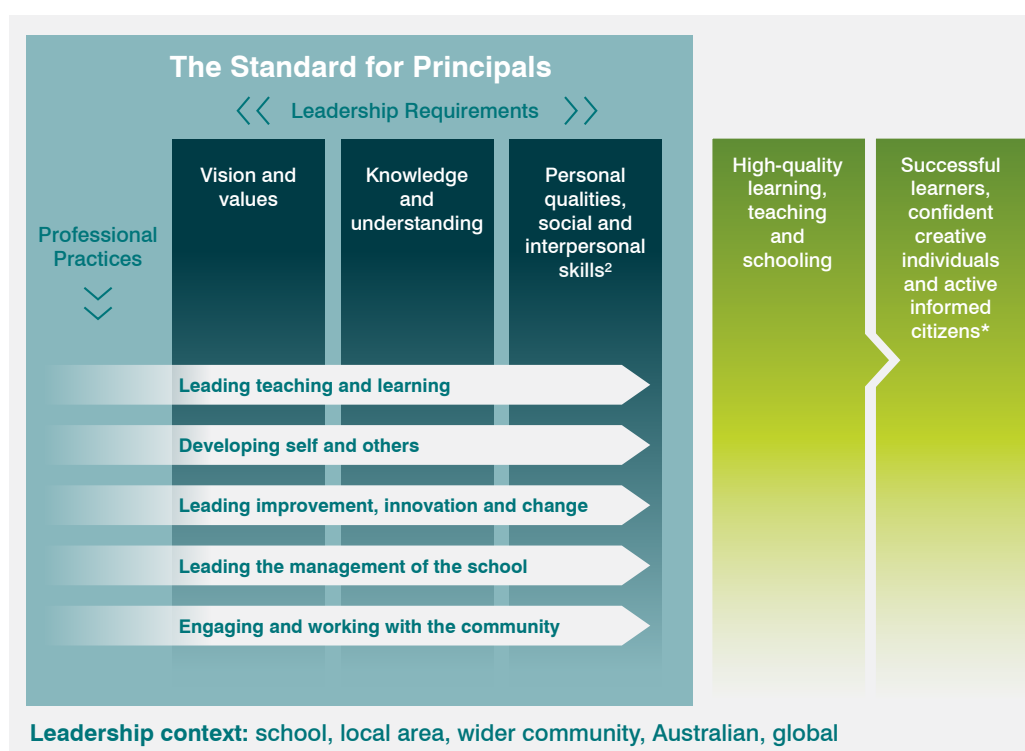 The Standard for Principals
Leadership Requirements
Professional
Practices
Vision and
values
Knowledge
and
understanding
Personal
qualities,
social and
interpersonal
skills²
High-quality
learning,
teaching
and
schooling
Successful
learners,
confident
creative
individuals
and active
informed
citizens*
Leading teaching and learning
Developing self and others
Leading improvement, innovation and change
Leading the management of the school
Engaging and working with the community
Leadership context: school, local area, wider community, Australian, global